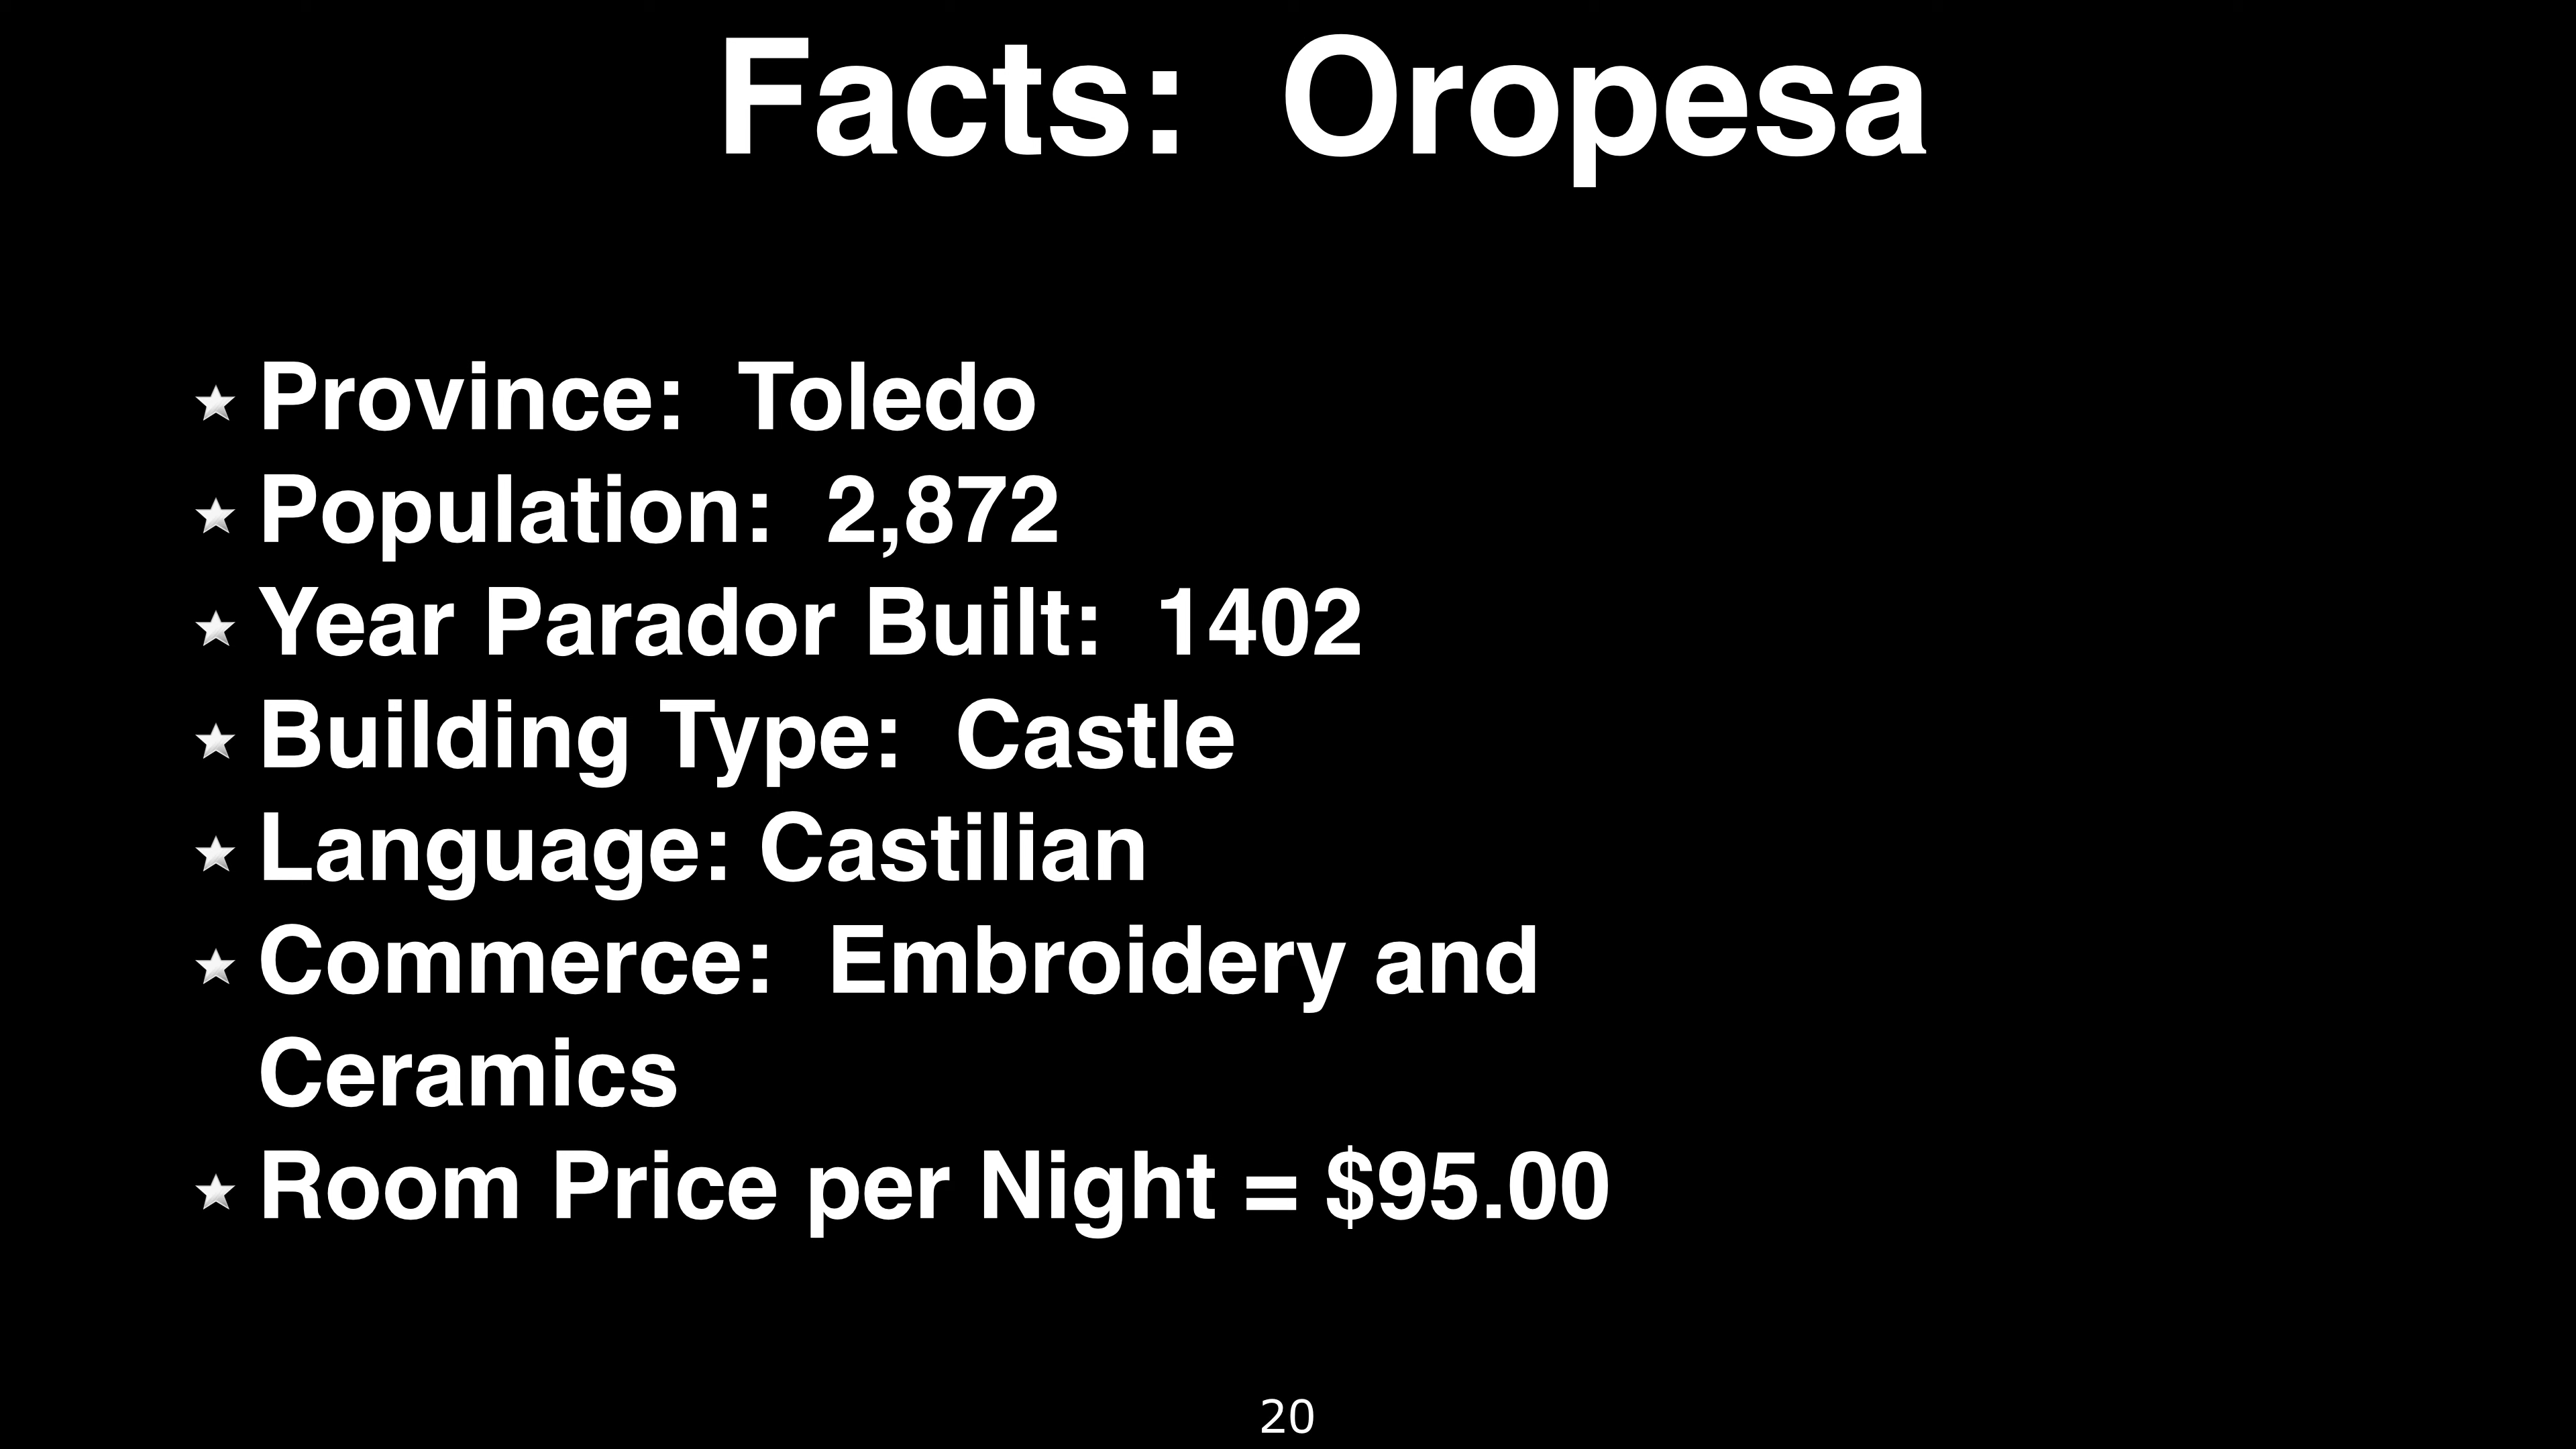 Facts:  Oropesa
★ Province:  Toledo
★ Population:  2,872
★ Year Parador Built:  1402
★ Building Type:  Castle
★ Language: Castilian
★ Commerce:  Embroidery and
Ceramics
★ Room Price per Night = $95.00
20